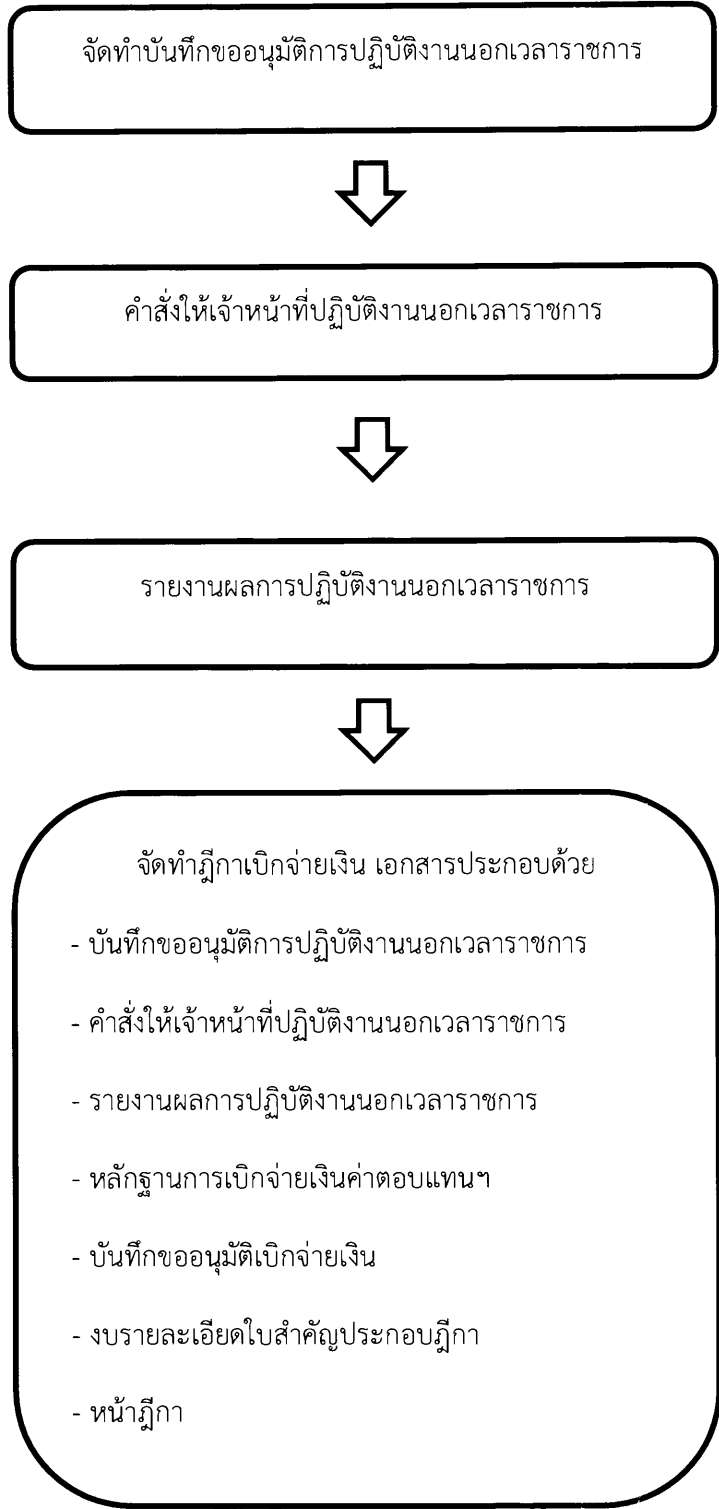 จัดทำบันทึกขออนุมัติการปฏิบัติงานนอกเวลาราชการ
คำสั่งให้เจ้าหน้าที่ปฏิบัติงานนอกเวลาราชการ
รายงานผลการปฏิบัติงานนอกเวลาราชการ
จัดทำฎีกาเบิกจ่ายเงิน เอกสารประกอบด้วย
- บันทึกขออนุมัติการปฏิบัติงานนอกเวลาราชการ
- คำสั่งให้เจ้าหน้าที่ปฏิบัติงานนอกเวลาราชการ
- รายงานผลการปฏิบัติงานนอกเวลาราชการ
- หลักฐานการเบิกจ่ายเงินค่าตอบแทนฯ
- บันทึกขออนุมัติเบิกจ่ายเงิน
- งบรายละเอียดใบสำคัญประกอบฎีกา
- หน้าฎีกา